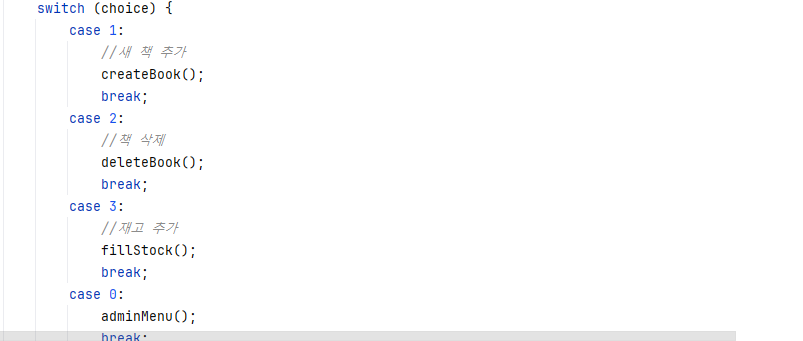 switch (choice) {
case 1:
//새 책 추가
createBook();
break;
case 2:
//책 삭제
deleteBook();
break;
case 3:
//재고 추가
fillStock();
break;
case 0:
adminMenu();
break;